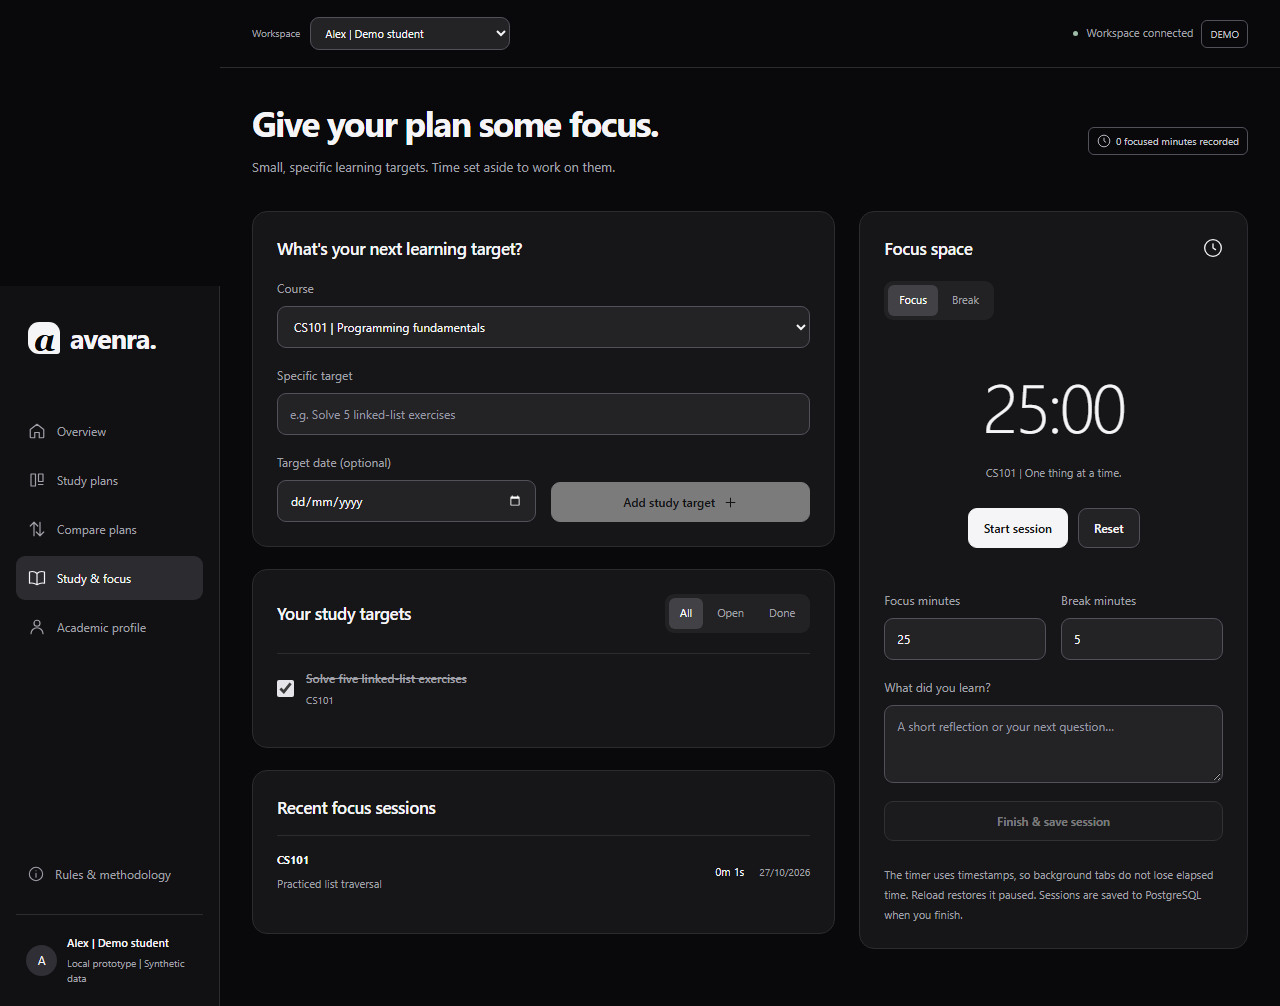 Workspace
Alex | Demo student
Workspace connected
DEMO
Give your plan some focus.
Small, specific learning targets. Time set aside to work on them.
0 focused minutes recorded
a avenra.
Overview
Study plans
Compare plans
Study & focus
Academic profile
Rules & methodology
A
Alex | Demo student
Local prototype | Synthetic
data
What's your next learning target?
Course
CS101 | Programming fundamentals
Specific target
e.g. Solve 5 linked-list exercises
Target date (optional)
dd/mm/yyyy
Add study target +
Your study targets
All Open Done
Solve five linked-list exercises
CS101
Recent focus sessions
CS101
Practiced list traversal
0m 1s 27/10/2026
Focus space
Focus Break
25:00
CS101 | One thing at a time.
Start session Reset
Focus minutes Break minutes
25 5
What did you learn?
A short reflection or your next question...
Finish & save session
The timer uses timestamps, so background tabs do not lose elapsed
time. Reload restores it paused. Sessions are saved to PostgreSQL
when you finish.